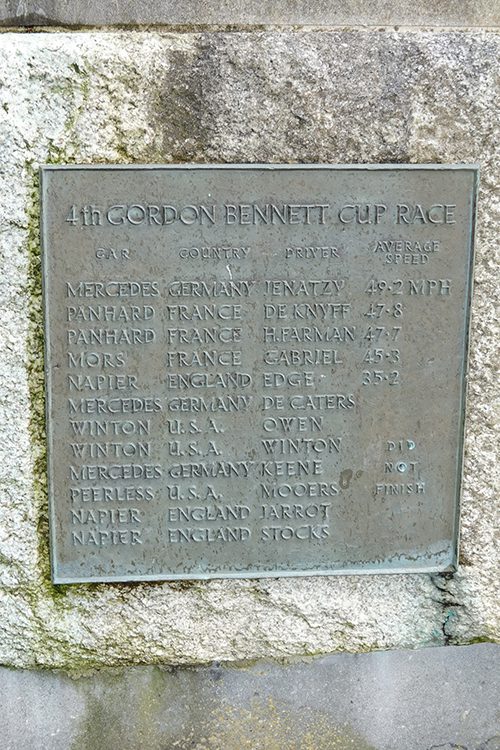 4th GORDON BENNETT CUP RACE
CAR COUNTRY DRIVER AVERAGE SPEED
MERCEDES GERMANY JENATZY 49·2 MPH
PANHARD FRANCE DE KNYFF 47·8
PANHARD FRANCE H.FARMAN 47·7
MORS FRANCE GABRIEL 45·3
NAPIER ENGLAND EDGE 35·2
MERCEDES GERMANY DE CATERS
WINTON U.S.A. OWEN
WINTON U.S.A. WINTON DID
MERCEDES GERMANY KEENE NOT
PEERLESS U.S.A. MOOERS FINISH
NAPIER ENGLAND JARROT
NAPIER ENGLAND STOCKS